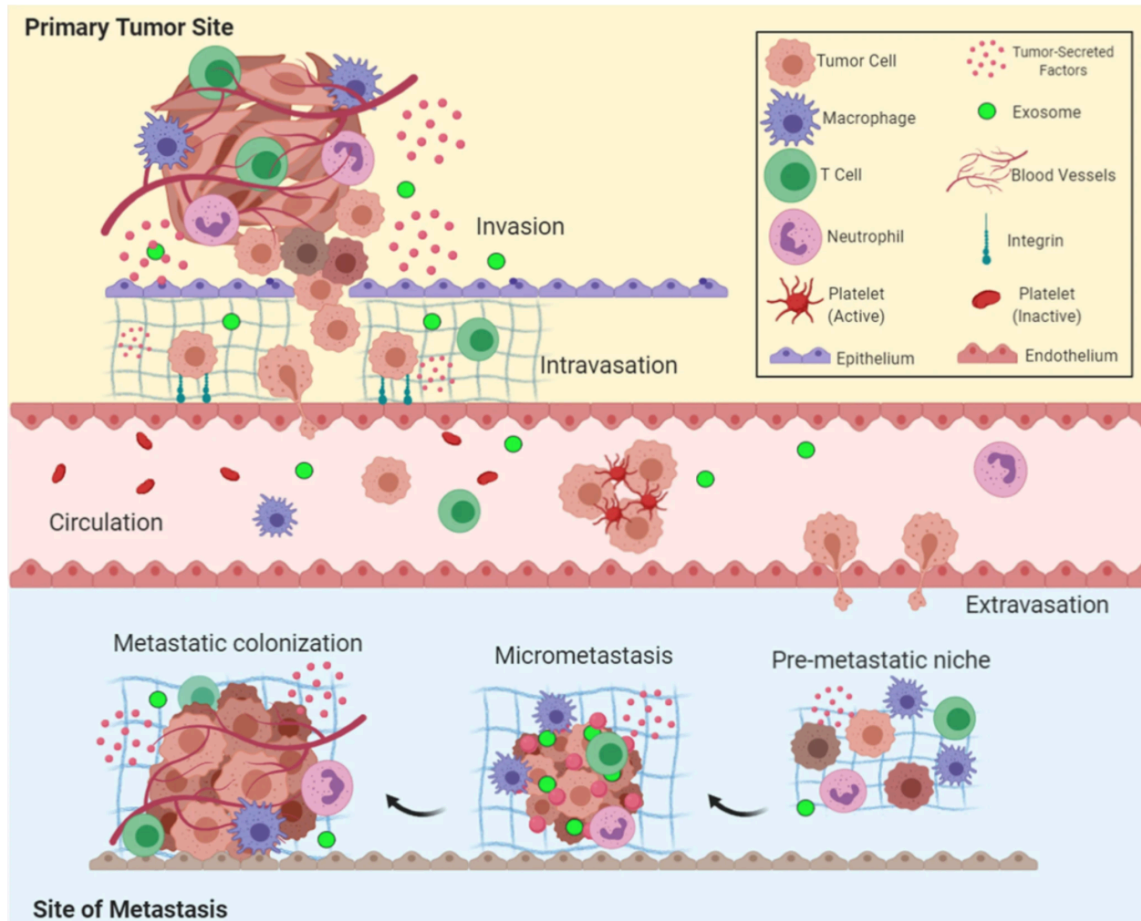 Primary Tumor Site
Tumor Cell
Tumor-Secreted
Factors
Macrophage
Exosome
T Cell
Blood Vessels
Neutrophil
Integrin
Platelet
(Active)
Platelet
(Inactive)
Epithelium
Endothelium
Invasion
Intravasation
Circulation
Extravasation
Metastatic colonization
Micrometastasis
Pre-metastatic niche
Site of Metastasis